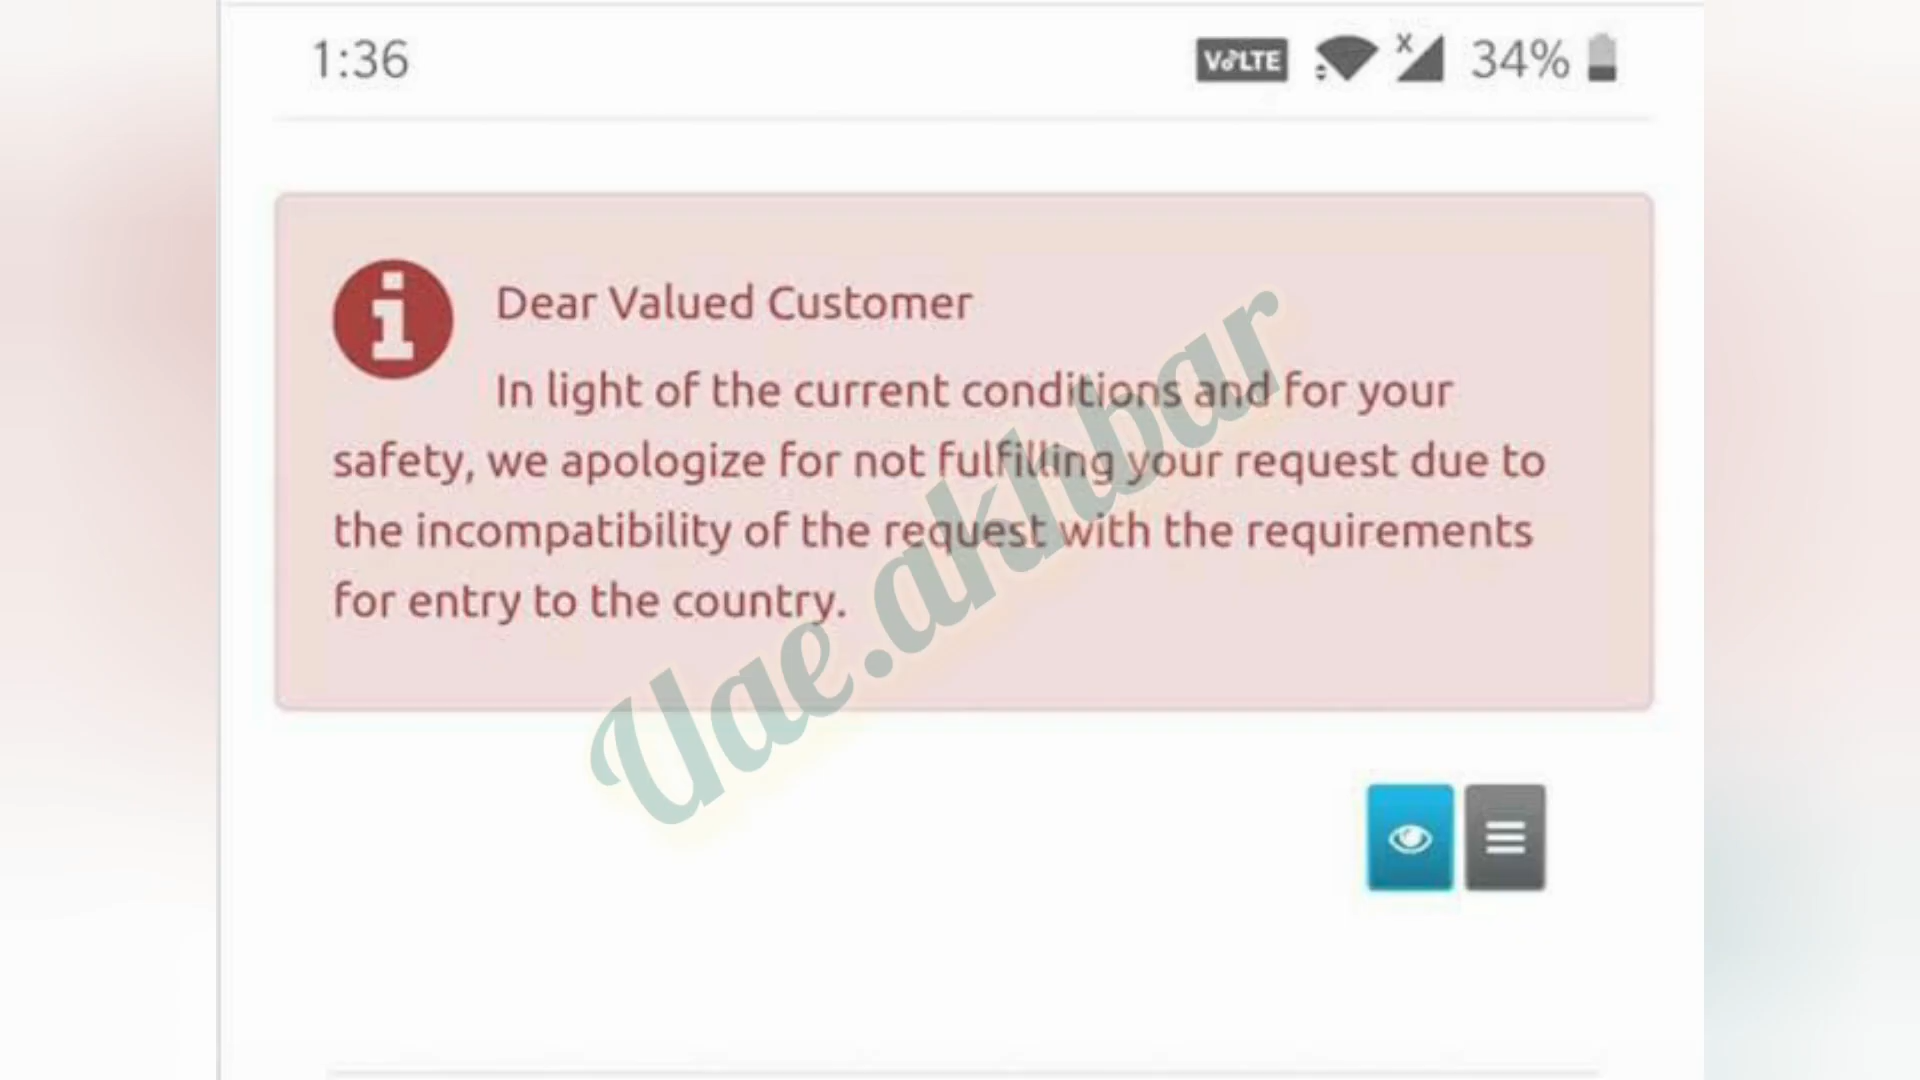 1:36
VoLTE
X
34%
Dear Valued Customer
In light of the current conditions and for your
safety, we apologize for not fulfilling your request due to
the incompatibility of the request with the requirements
for entry to the country.
Uae.akhbar